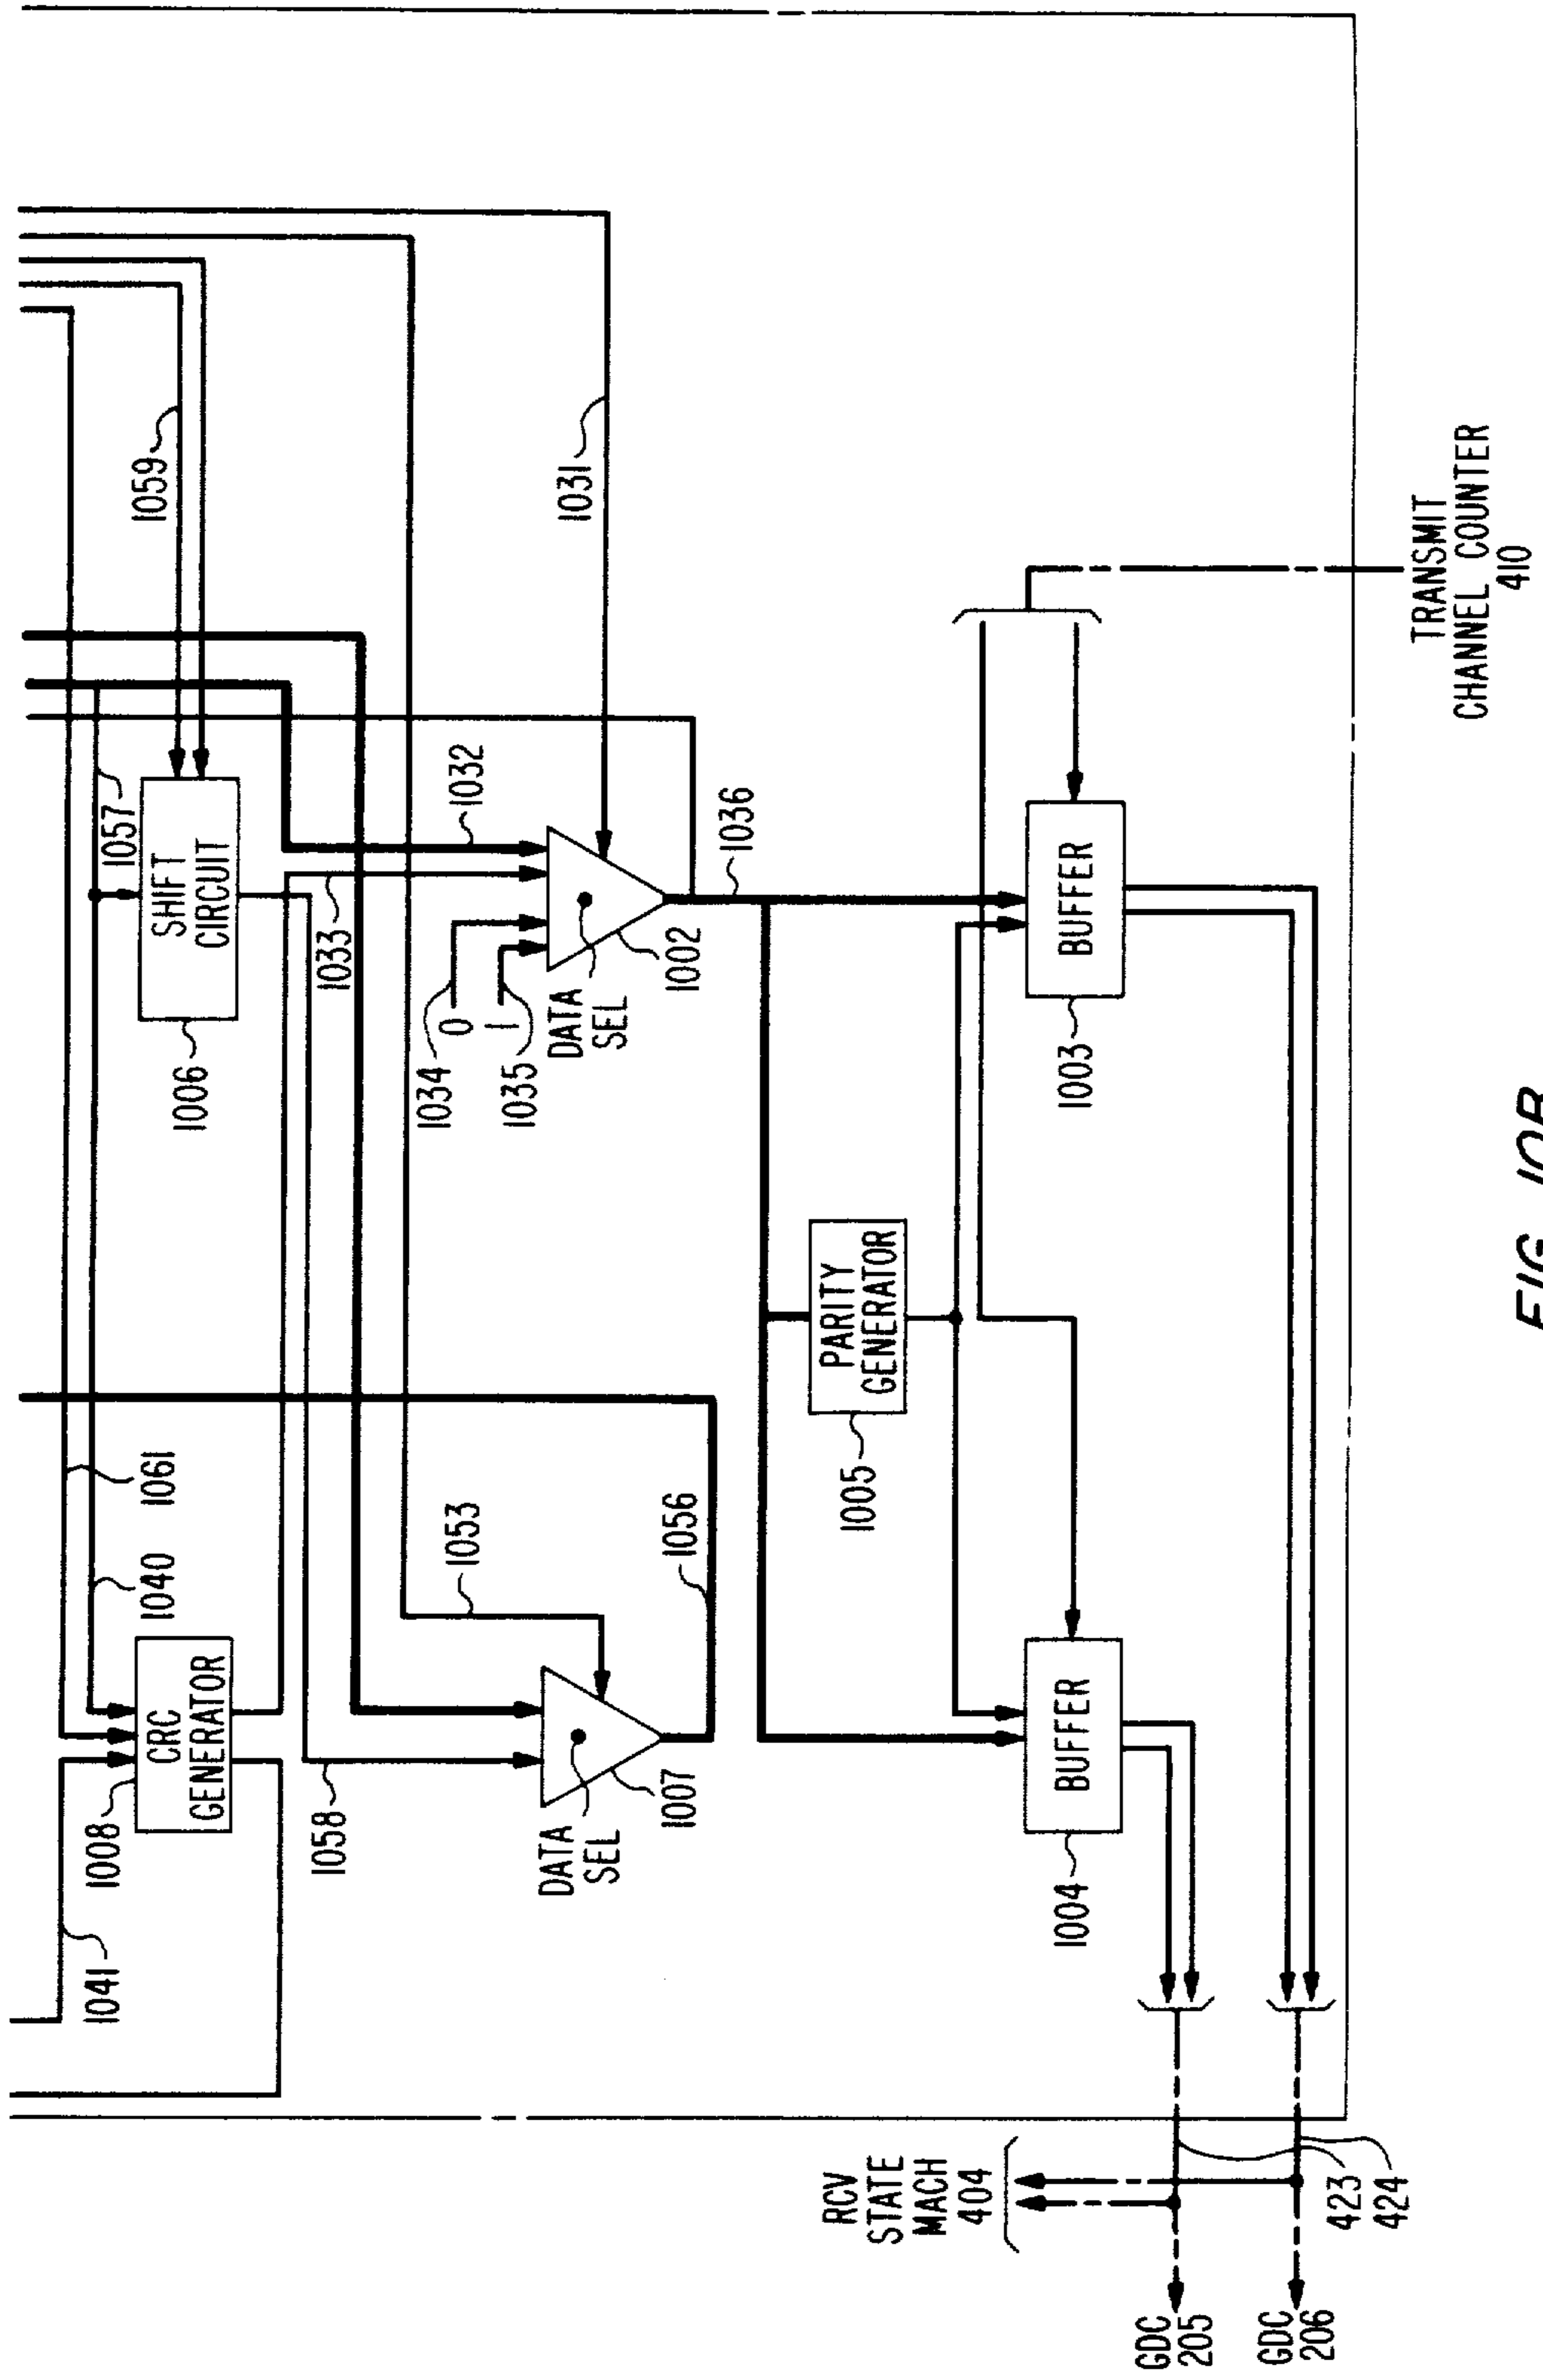 1041
1008
CRC
GENERATOR
1040
1061
1058
1053
1056
DATA
SEL
1007
1006
SHIFT
CIRCUIT
1057
1059
1033
1032
1034
0
1
1035
DATA
SEL
1002
1031
1036
1005
PARITY
GENERATOR
1004
BUFFER
1003
BUFFER
RCV
STATE
MACH
404
GDC
205
GDC
206
423
424
TRANSMIT
CHANNEL COUNTER
410
FIG. 10B